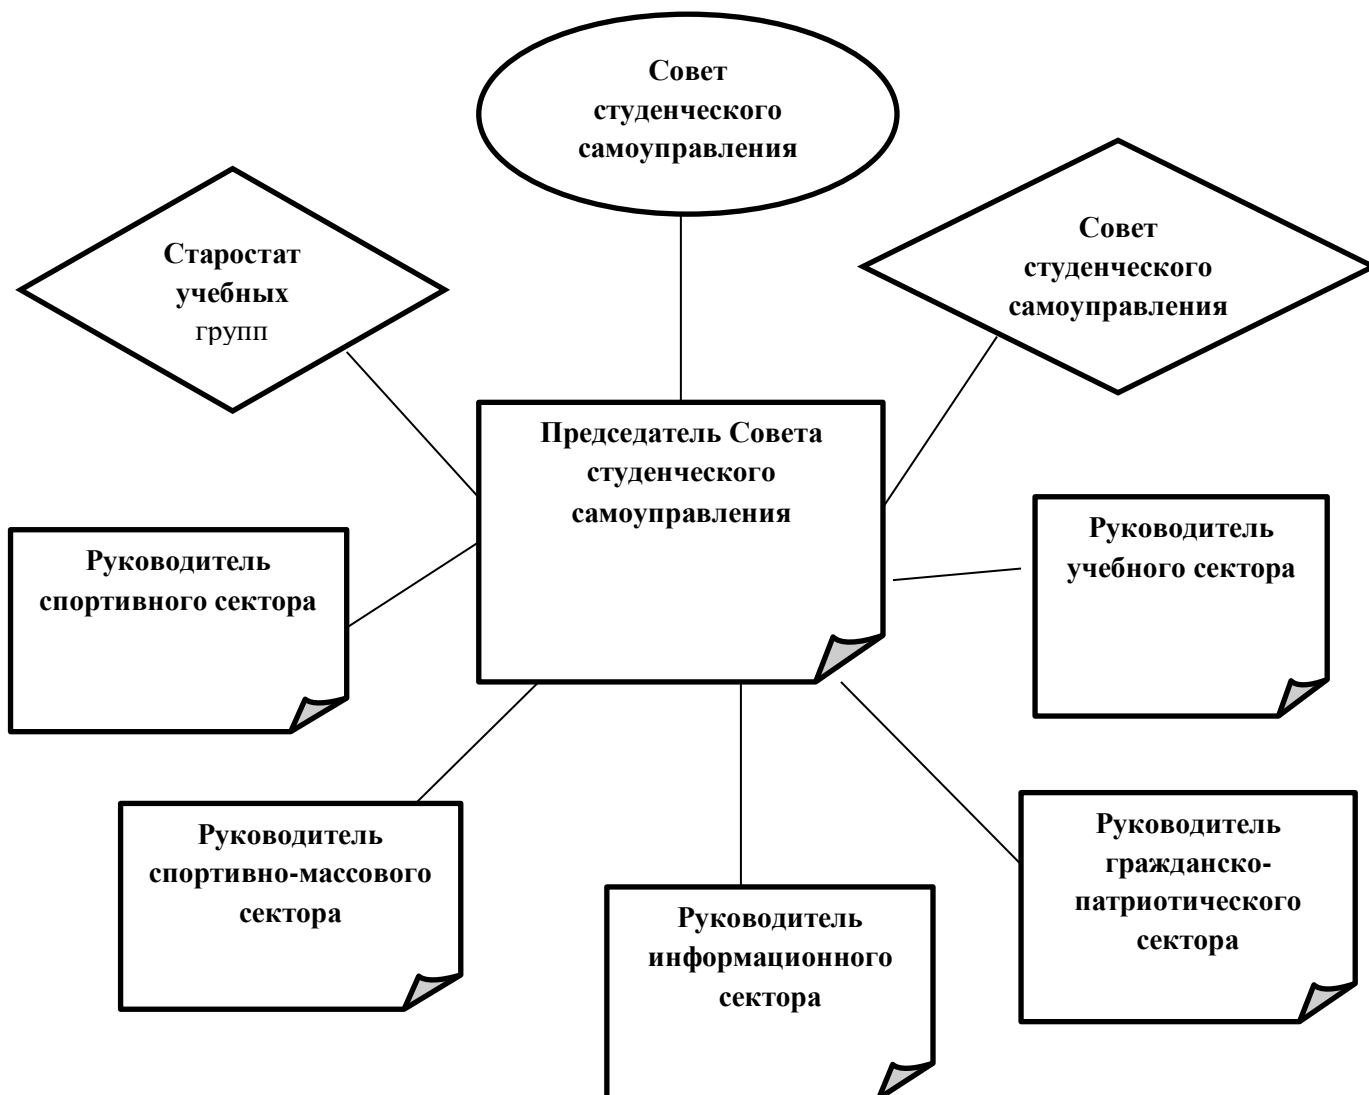 Совет
студенческого
самоуправления
Старостат
учебных
групп
Совет
студенческого
самоуправления
Председатель Совета
студенческого
самоуправления
Руководитель
спортивного сектора
Руководитель
учебного сектора
Руководитель
спортивно-массового
сектора
Руководитель
информационного
сектора
Руководитель
гражданско-
патриотического
сектора